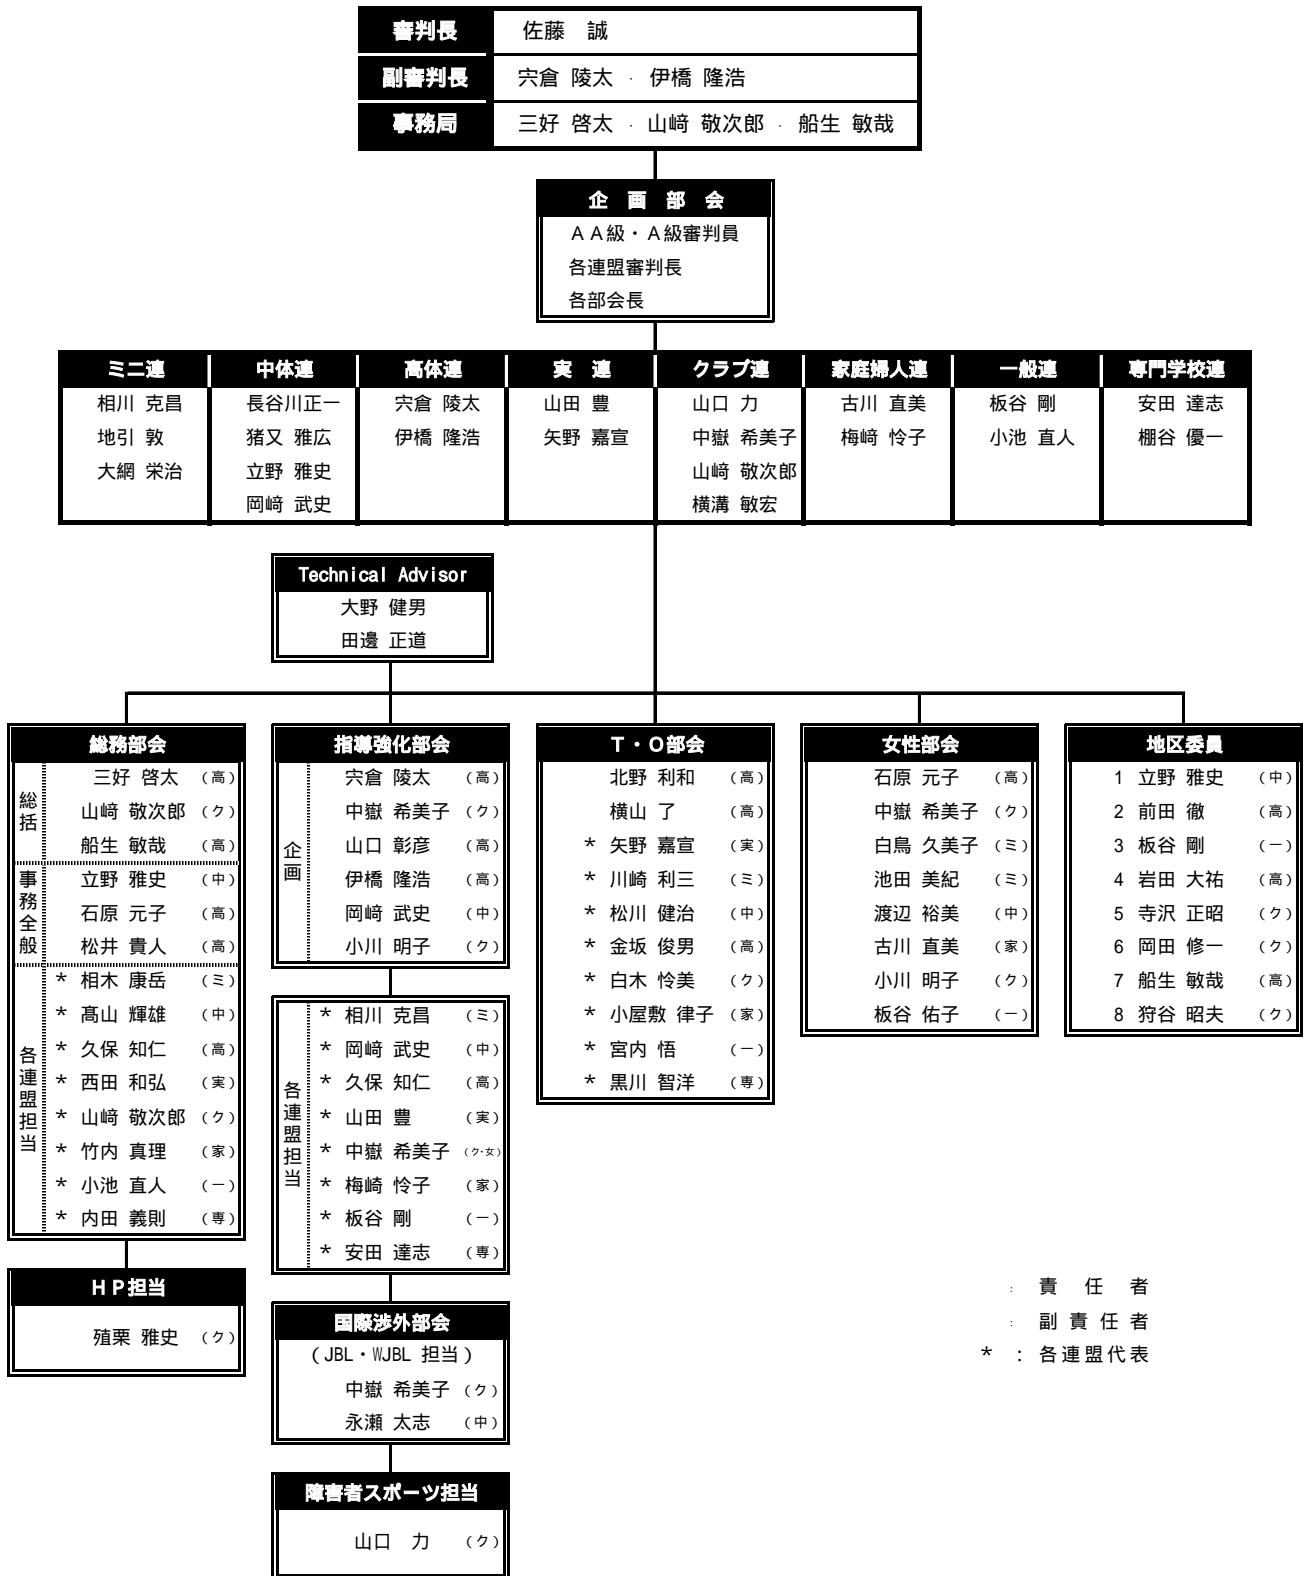 審判長 佐藤 誠
副審判長 宍倉 陵太 ・ 伊橋 隆浩
事務局 三好 啓太 ・ 山﨑 敬次郎 ・ 船生 敏哉
企画部会
ＡＡ級・Ａ級審判員
各連盟審判長
各部会長
ミニ連 中体連 高体連 実連 クラブ連 家庭婦人連 一般連 専門学校連
相川 克昌 長谷川正一 宍倉 陵太 山田 豊 山口 力 古川 直美 板谷 剛 安田 達志
地引 敦 猪又 雅広 伊橋 隆浩 矢野 嘉宣 中嶽 希美子 梅﨑 怜子 小池 直人 棚谷 優一
大網 栄治 立野 雅史 山﨑 敬次郎
岡﨑 武史 横溝 敏宏
Technical Advisor
大野 健男
田邊 正道
総務部会
総括
三好 啓太 （高）
山﨑 敬次郎 （ク）
船生 敏哉 （高）
事務全般
立野 雅史 （中）
石原 元子 （高）
松井 貴人 （高）
各連盟担当
* 相木 康岳 （ミ）
* 髙山 輝雄 （中）
* 久保 知仁 （高）
* 西田 和弘 （実）
* 山﨑 敬次郎 （ク）
* 竹内 真理 （家）
* 小池 直人 （一）
* 内田 義則 （専）
ＨＰ担当
殖栗 雅史 （ク）
指導強化部会
企画
宍倉 陵太 （高）
中嶽 希美子 （ク）
山口 彰彦 （高）
伊橋 隆浩 （高）
岡﨑 武史 （中）
小川 明子 （ク）
各連盟担当
* 相川 克昌 （ミ）
* 岡﨑 武史 （中）
* 久保 知仁 （高）
* 山田 豊 （実）
* 中嶽 希美子 （ク・女）
* 梅崎 怜子 （家）
* 板谷 剛 （一）
* 安田 達志 （専）
国際渉外部会
（JBL・WJBL 担当）
中嶽 希美子 （ク）
永瀬 太志 （中）
障害者スポーツ担当
山口 力 （ク）
Ｔ・Ｏ部会
北野 利和 （高）
横山 了 （高）
* 矢野 嘉宣 （実）
* 川崎 利三 （ミ）
* 松川 健治 （中）
* 金坂 俊男 （高）
* 白木 怜美 （ク）
* 小屋敷 律子 （家）
* 宮内 悟 （一）
* 黒川 智洋 （専）
女性部会
石原 元子 （高）
中嶽 希美子 （ク）
白鳥 久美子 （ミ）
池田 美紀 （ミ）
渡辺 裕美 （中）
古川 直美 （家）
小川 明子 （ク）
板谷 佑子 （一）
地区委員
1 立野 雅史 （中）
2 前田 徹 （高）
3 板谷 剛 （一）
4 岩田 大祐 （高）
5 寺沢 正昭 （ク）
6 岡田 修一 （ク）
7 船生 敏哉 （高）
8 狩谷 昭夫 （ク）
： 責任者
： 副責任者
* ： 各連盟代表